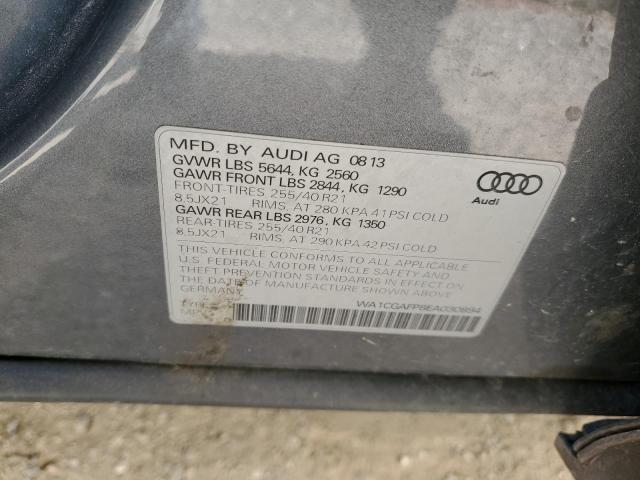 MFD. BY AUDI AG 08 13
GVWR LBS 5644, KG 2560
GAWR FRONT LBS 2844, KG 1290
FRONT-TIRES 255/40 R21
8.5JX21 RIMS, AT 280 KPA 41 PSI COLD
GAWR REAR LBS 2976, KG 1350
REAR-TIRES 255/40 R21
8.5JX21 RIMS, AT 290 KPA 42 PSI COLD
THIS VEHICLE CONFORMS TO ALL APPLICABLE
U.S. FEDERAL MOTOR VEHICLE SAFETY AND
THEFT PREVENTION STANDARDS IN EFFECT ON
THE DATE OF MANUFACTURE SHOWN ABOVE
GERMANY
WA1CGAFP8EA030894
Audi